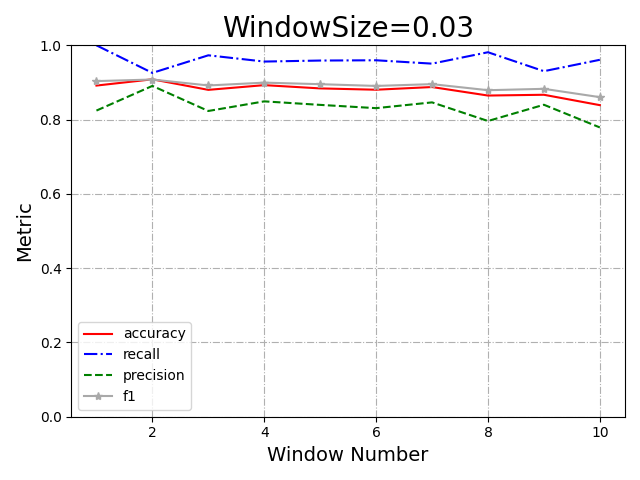 WindowSize=0.03
1.0
0.8
0.6
0.4
0.2
0.0
Metric
accuracy
recall
precision
f1
2 4 6 8 10
Window Number